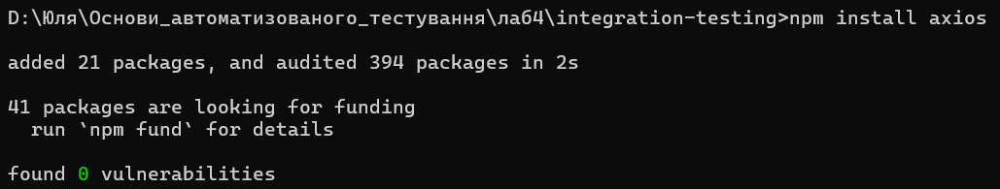 D:\Юля\Основи_автоматизованого_тестування\лаб4\integration-testing>npm install axios
added 21 packages, and audited 394 packages in 2s
41 packages are looking for funding
  run `npm fund` for details
found 0 vulnerabilities